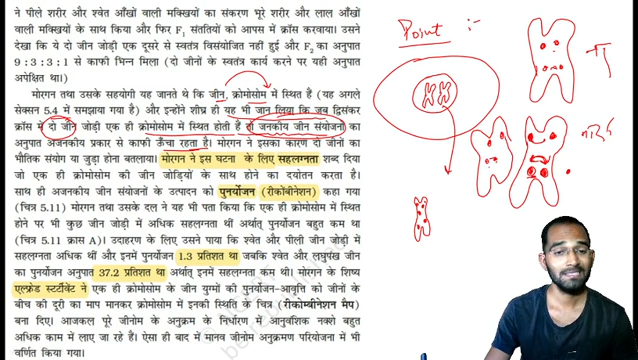 ने पीले शरीर और श्वेत आँखों वाली मक्खियों का संकरण भूरे शरीर और लाल आँखों
वाली मक्खियों के साथ किया और फिर F₁ संततियों को आपस में क्रॉस करवाया। उसने
देखा कि ये दो जीन जोड़ी एक दूसरे से स्वतंत्र विसंयोजित नहीं हुई और F₂ का अनुपात
9:3:3:1 से काफी भिन्न मिला (दो जीनों के स्वतंत्र कार्य करने पर यही अनुपात
अपेक्षित था)।
मोरगन तथा उसके सहयोगी यह जानते थे कि जीन, क्रोमोसोम में स्थित है (यह अगले
सेक्सन 5.4 में समझाया गया है) और इन्होंने शीघ्र ही यह भी जान लिया कि जब द्विसंकर
क्रॉस में दो जीन जोड़ी एक ही क्रोमोसोम में स्थित होती है तो जनकीय जीन संयोजनों का
अनुपात अजनकीय प्रकार से काफी ऊँचा रहता है। मोरगन ने इसका कारण दो जीनों का
भौतिक संयोग या जुड़ा होना बतलाया। मोरगन ने इस घटना के लिए सहलग्नता शब्द दिया
जो एक ही क्रोमोसोम की जीन जोड़ियों के साथ होने का दयोतन करता है।
साथ ही अजनकीय जीन संयोजनों के उत्पादन को पुनर्योजन (रीकोंबीनेशन) कहा गया
(चित्र 5.11) मोरगन तथा उसके दल ने यह भी पता किया कि एक ही क्रोमोसोम में स्थित
होने पर भी कुछ जीन जोड़ी में अधिक सहलग्नता थी अर्थात् पुनर्योजन बहुत कम था
(चित्र 5.11 क्रास A)। उदाहरण के लिए उसने पाया कि श्वेत और पीली जीन जोड़ी में
सहलग्नता अधिक थी और इनमें पुनर्योजन 1.3 प्रतिशत था जबकि श्वेत और लघुपंख जीन
का पुनर्योजन अनुपात 37.2 प्रतिशत था अर्थात इनमें सहलग्नता कम थी। मोरगन के शिष्य
एल्फ्रेड स्टर्टीवेंट ने एक ही क्रोमोसोम के जीन युग्मों की पुनर्योजन-आवृत्ति को जीनों के
बीच की दूरी का माप मानकर क्रोमोसोम में इनकी स्थिति के चित्र (रीकोम्बीनेशन मैप)
बना दिए। आजकल पूरे जीनोम के अनुक्रम के निर्धारण में आनुवंशिक नक्शे बहुत
अधिक काम में लाए जा रहे हैं। ऐसा ही बाद में मानव जीनोम अनुक्रमण परियोजना में भी
वर्णित किया गया।
Point :-